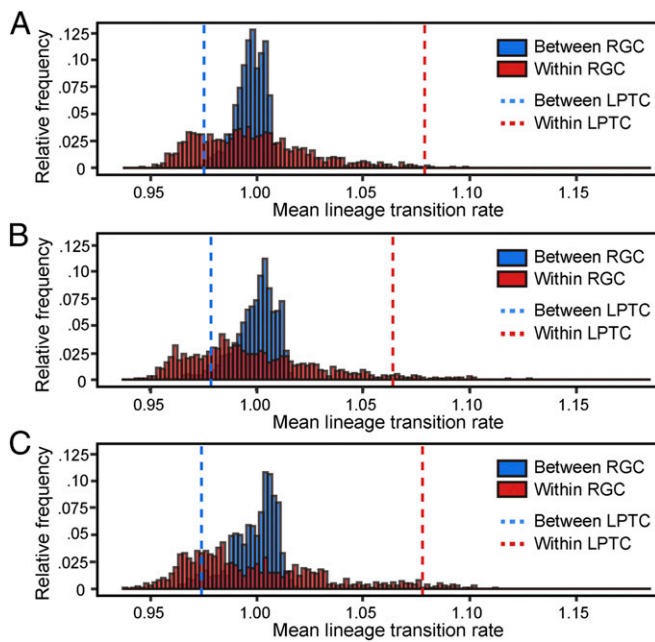 A
Relative frequency
.125
.10
.075
.05
.025
0
0.95
1.00
1.05
1.10
1.15
Mean lineage transition rate
Between RGC
Within RGC
Between LPTC
Within LPTC
B
Relative frequency
.125
.10
.075
.05
.025
0
0.95
1.00
1.05
1.10
1.15
Mean lineage transition rate
Between RGC
Within RGC
Between LPTC
Within LPTC
C
Relative frequency
.125
.10
.075
.05
.025
0
0.95
1.00
1.05
1.10
1.15
Mean lineage transition rate
Between RGC
Within RGC
Between LPTC
Within LPTC